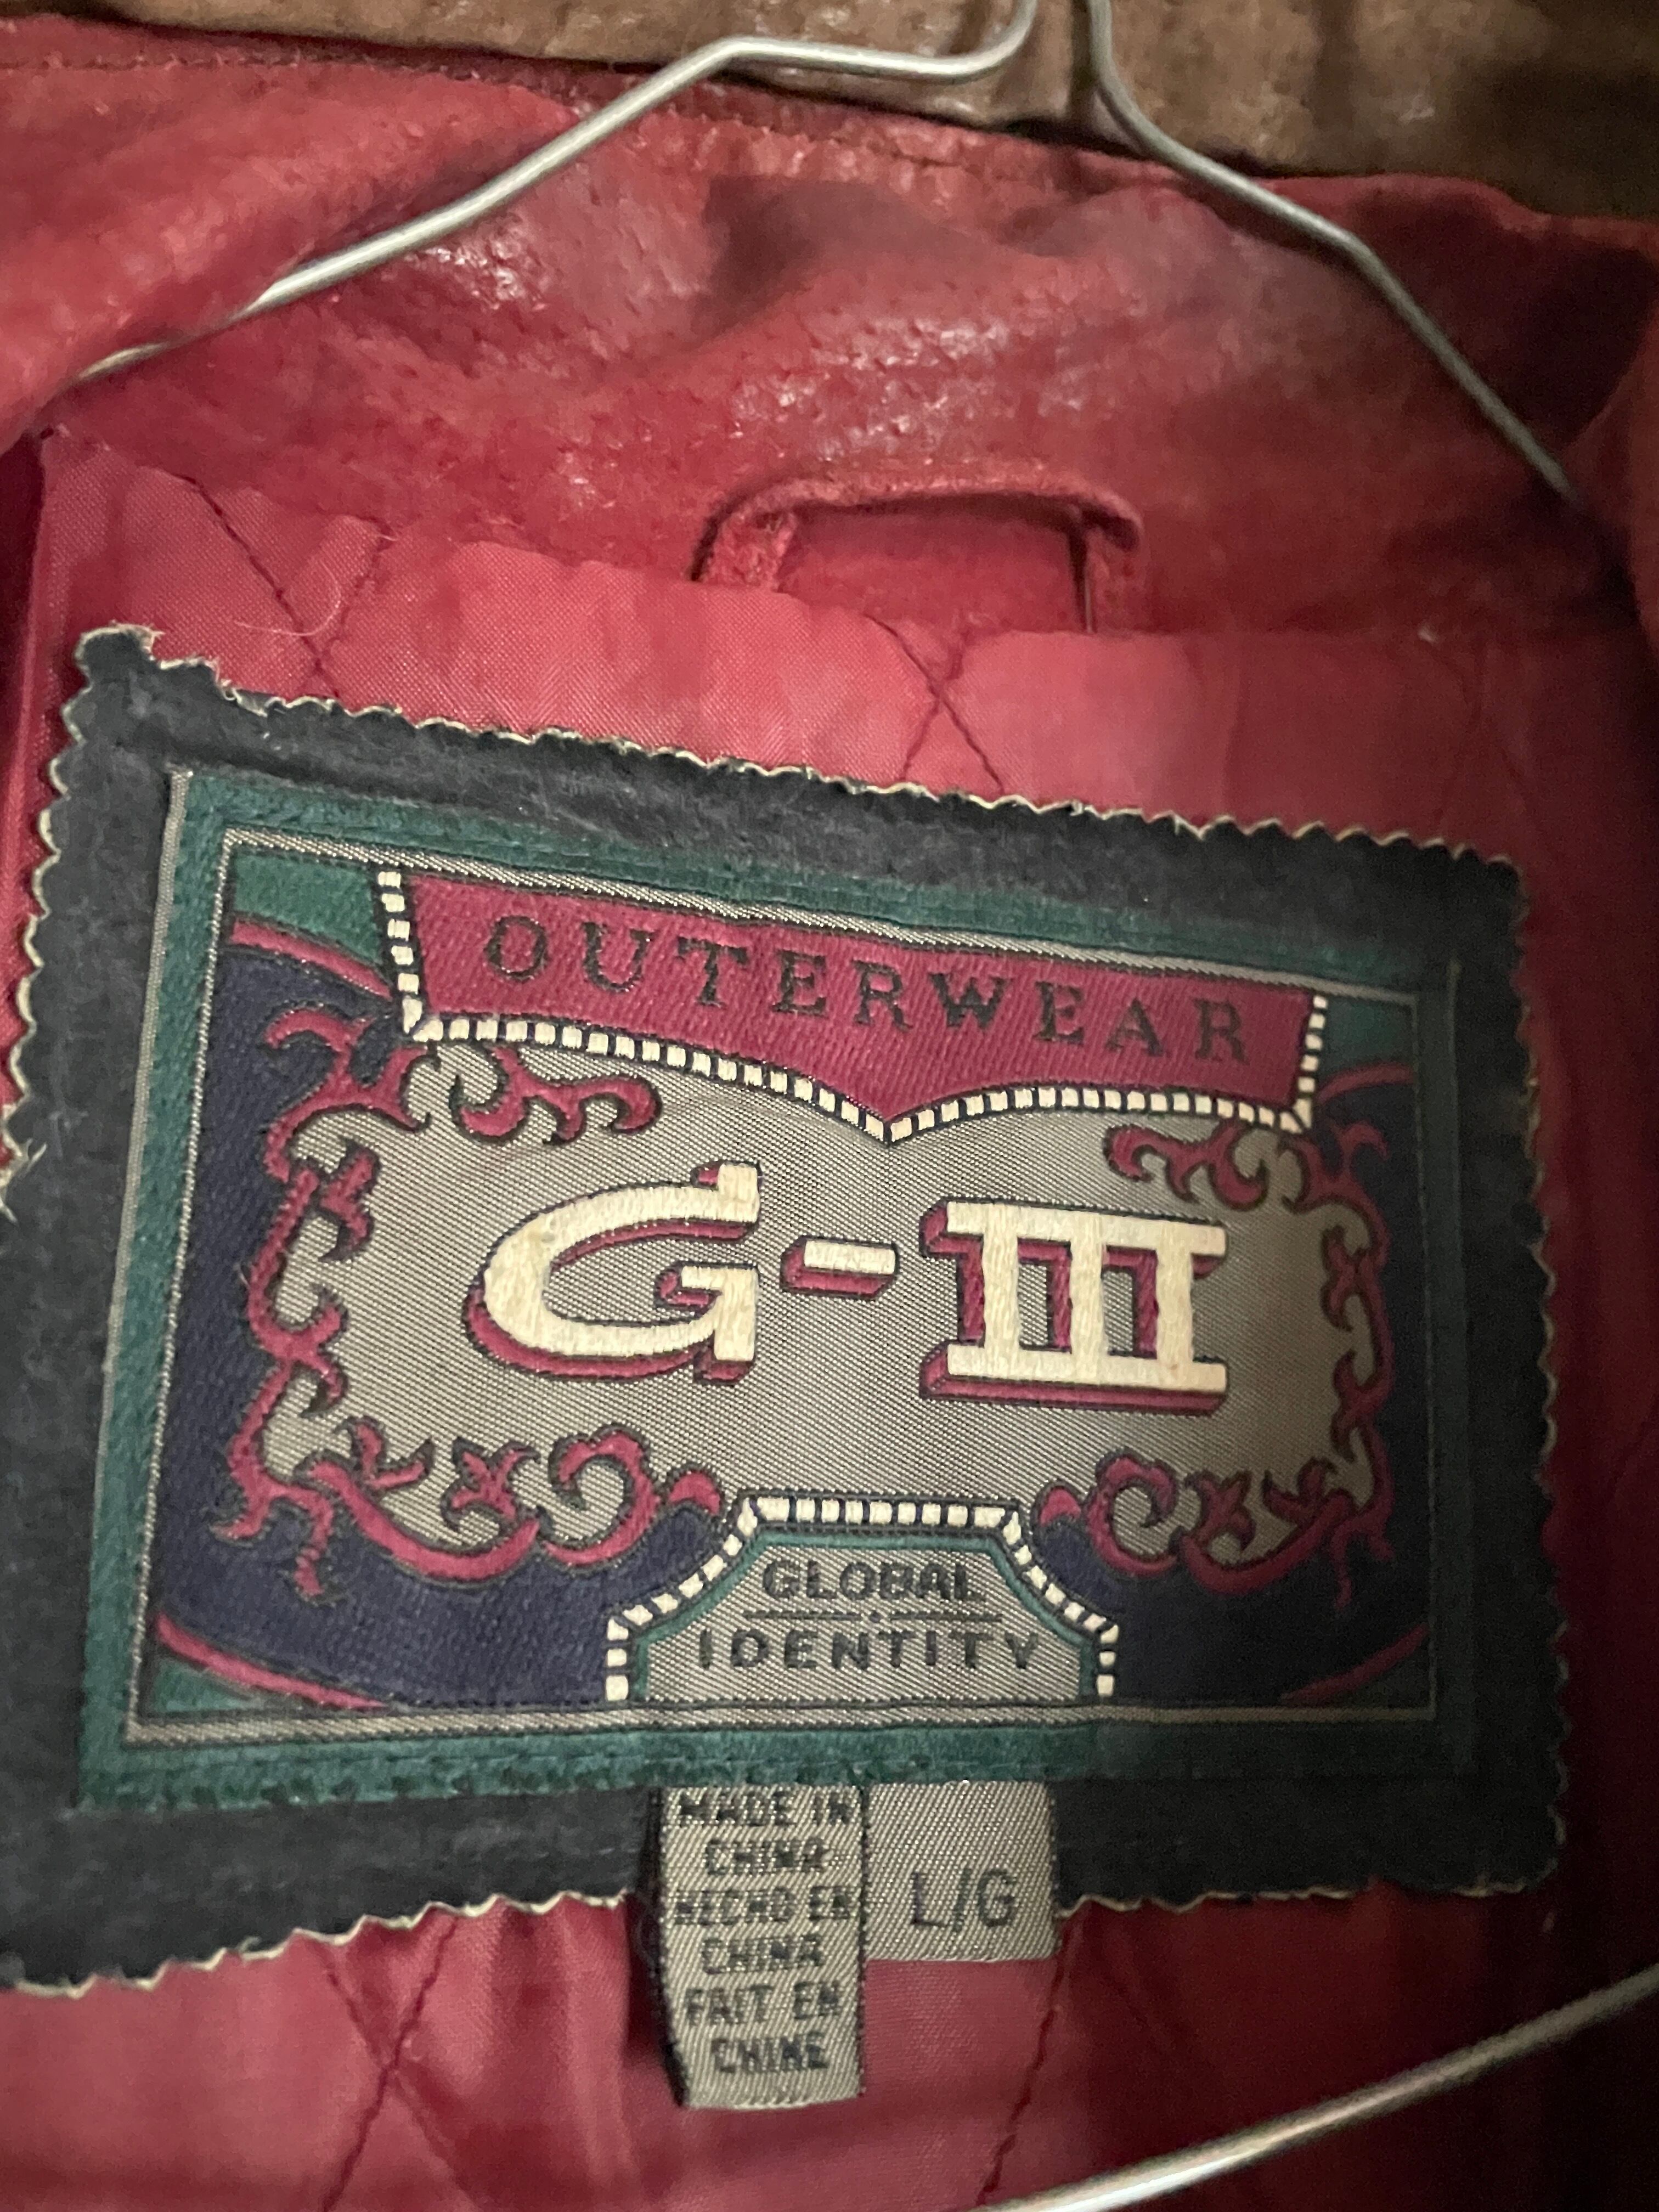 OUTERWEAR
G-III
GLOBAL
IDENTITY
MADE IN
CHINA
HECHO EN
CHINA
FAIT EN
CHINE
L/G